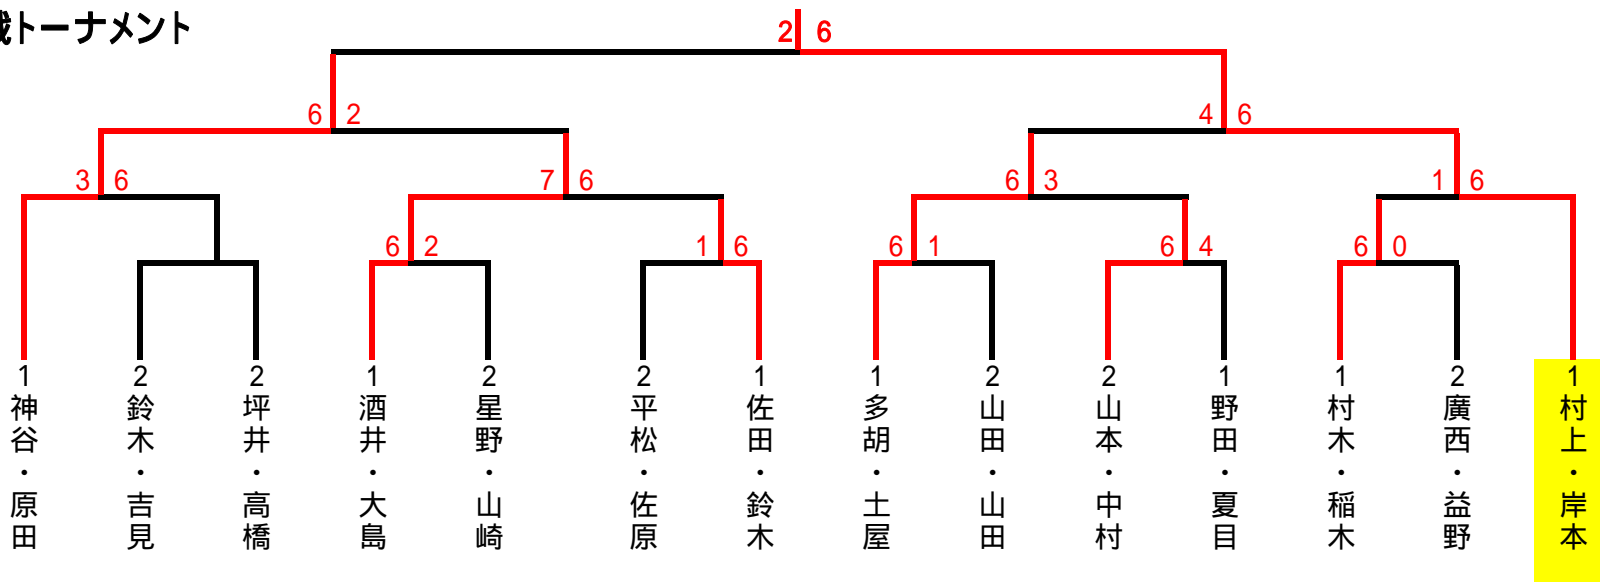 トーナメント
2 6
6 2
4 6
3 6
7 6
6 3
1 6
6 2
1 6
6 1
6 4
6 0
1 2 2 1 2 2 1 1 2 2 1 1 2 1
神谷・原田
鈴木・吉見
坪井・高橋
酒井・大島
星野・山崎
平松・佐原
佐田・鈴木
多胡・土屋
山田・山田
山本・中村
野田・夏目
村木・稲木
廣西・益野
村上・岸本